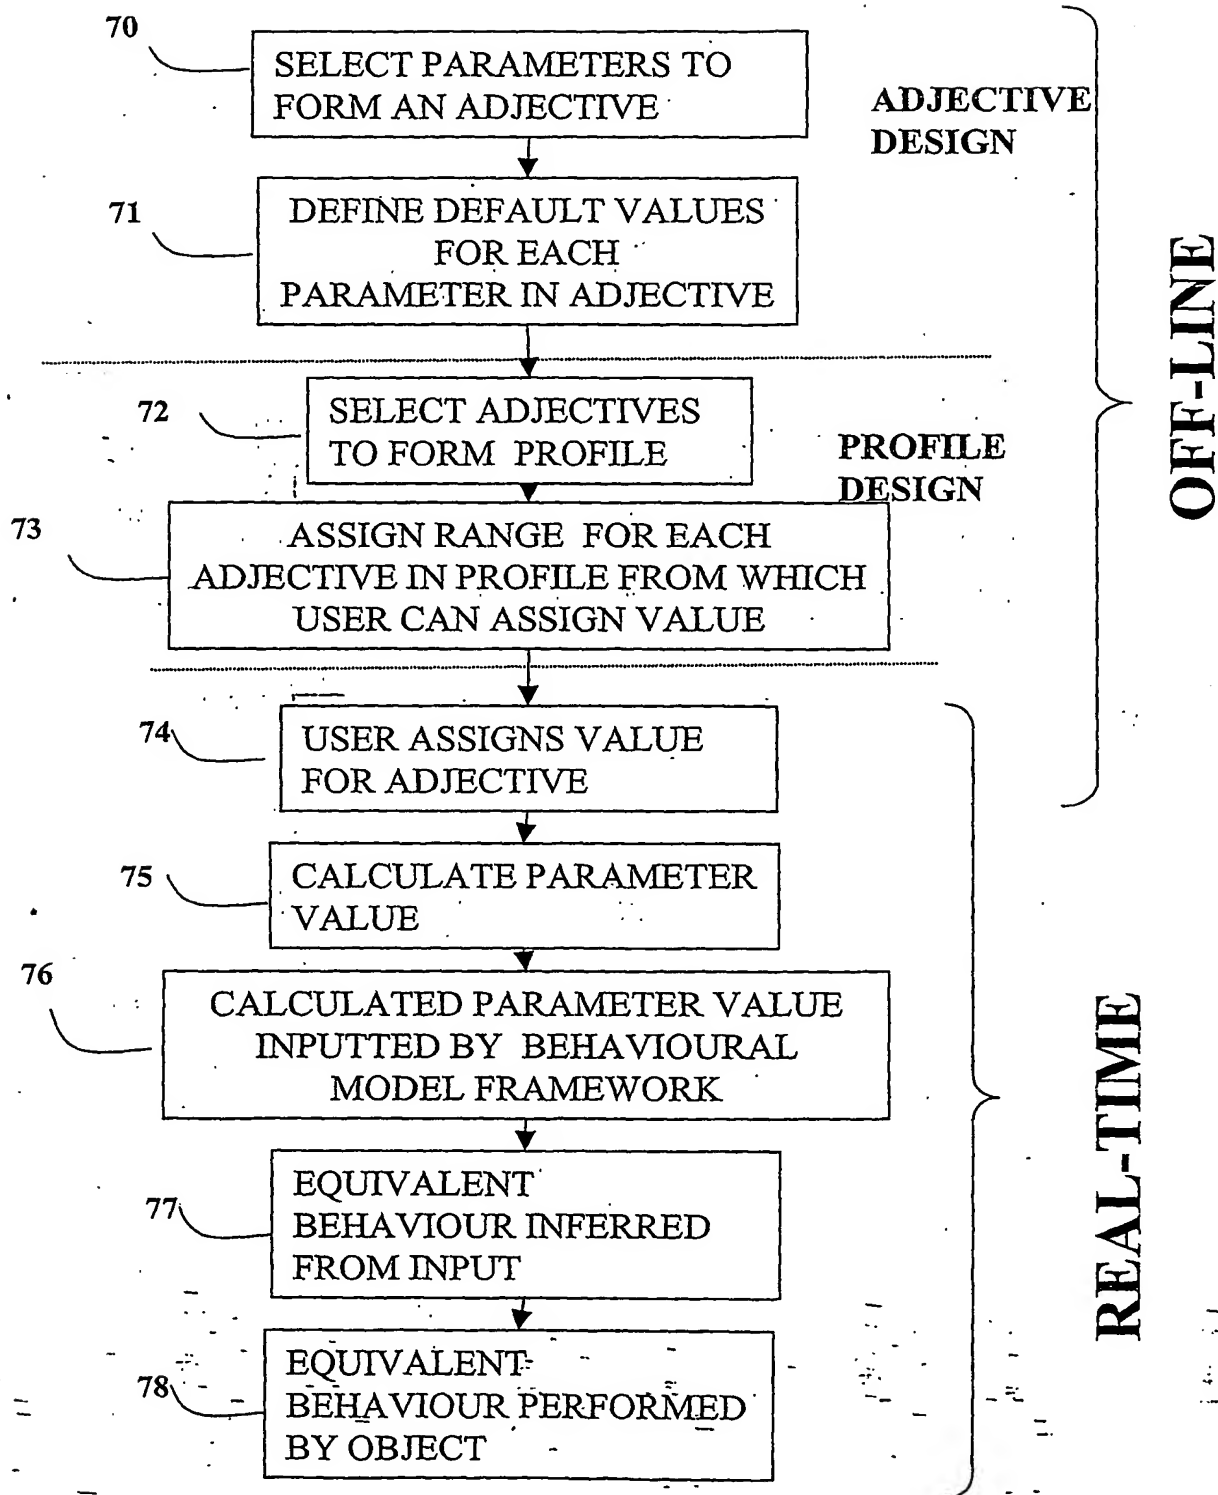 70
SELECT PARAMETERS TO
FORM AN ADJECTIVE
ADJECTIVE
DESIGN
71
DEFINE DEFAULT VALUES
FOR EACH
PARAMETER IN ADJECTIVE
OFF-LINE
72
SELECT ADJECTIVES
TO FORM PROFILE
PROFILE
DESIGN
73
ASSIGN RANGE FOR EACH
ADJECTIVE IN PROFILE FROM WHICH
USER CAN ASSIGN VALUE
74
USER ASSIGNS VALUE
FOR ADJECTIVE
75
CALCULATE PARAMETER
VALUE
76
CALCULATED PARAMETER VALUE
INPUTTED BY BEHAVIOURAL
MODEL FRAMEWORK
REAL-TIME
77
EQUIVALENT
BEHAVIOUR INFERRED
FROM INPUT
78
EQUIVALENT
BEHAVIOUR PERFORMED
BY OBJECT